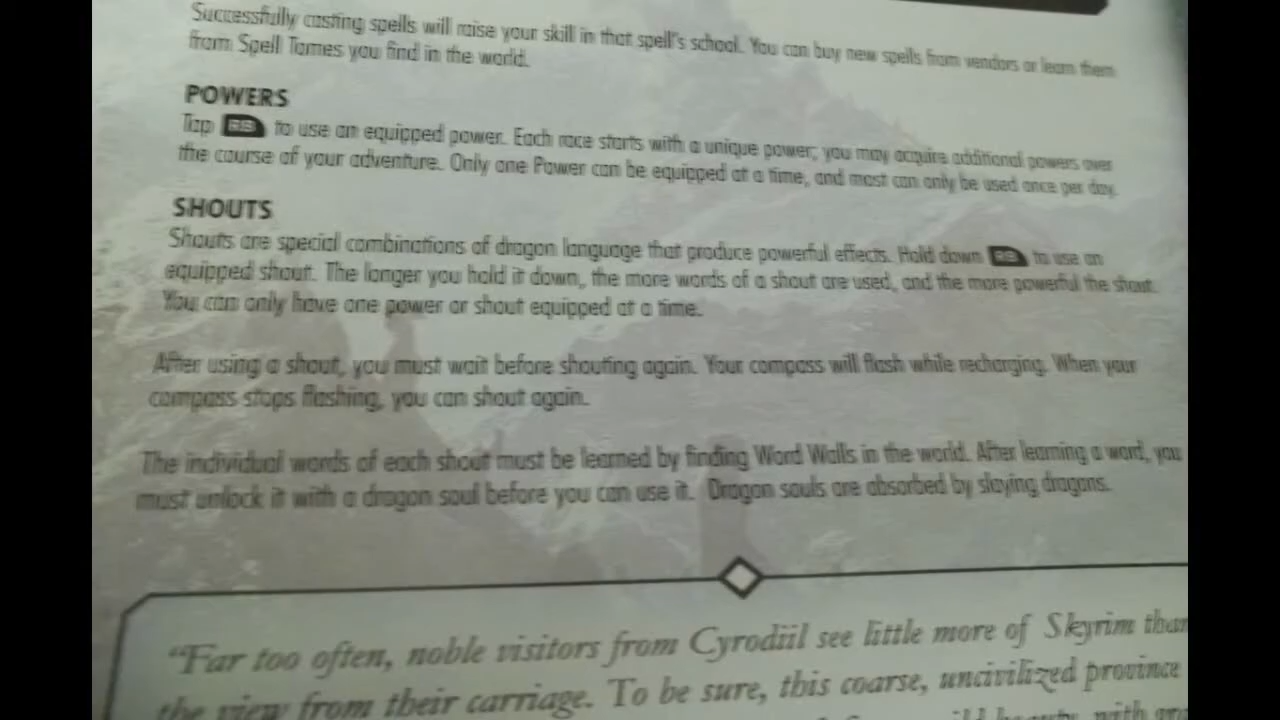 Successfully casting spells will raise your skill in that spell's school. You can buy new spells from vendors or learn them
from Spell Tomes you find in the world.
POWERS
Tap RB to use an equipped power. Each race starts with a unique power; you may acquire additional powers over
the course of your adventure. Only one Power can be equipped at a time, and most can only be used once per day.
SHOUTS
Shouts are special combinations of dragon language that produce powerful effects. Hold down RB to use an
equipped shout. The longer you hold it down, the more words of a shout are used, and the more powerful the shout.
You can only have one power or shout equipped at a time.
After using a shout, you must wait before shouting again. Your compass will flash while recharging. When your
compass stops flashing, you can shout again.
The individual words of each shout must be learned by finding Word Walls in the world. After learning a word, you
must unlock it with a dragon soul before you can use it. Dragon souls are absorbed by slaying dragons.
"Far too often, noble visitors from Cyrodiil see little more of Skyrim than
the view from their carriage. To be sure, this coarse, uncivilized province